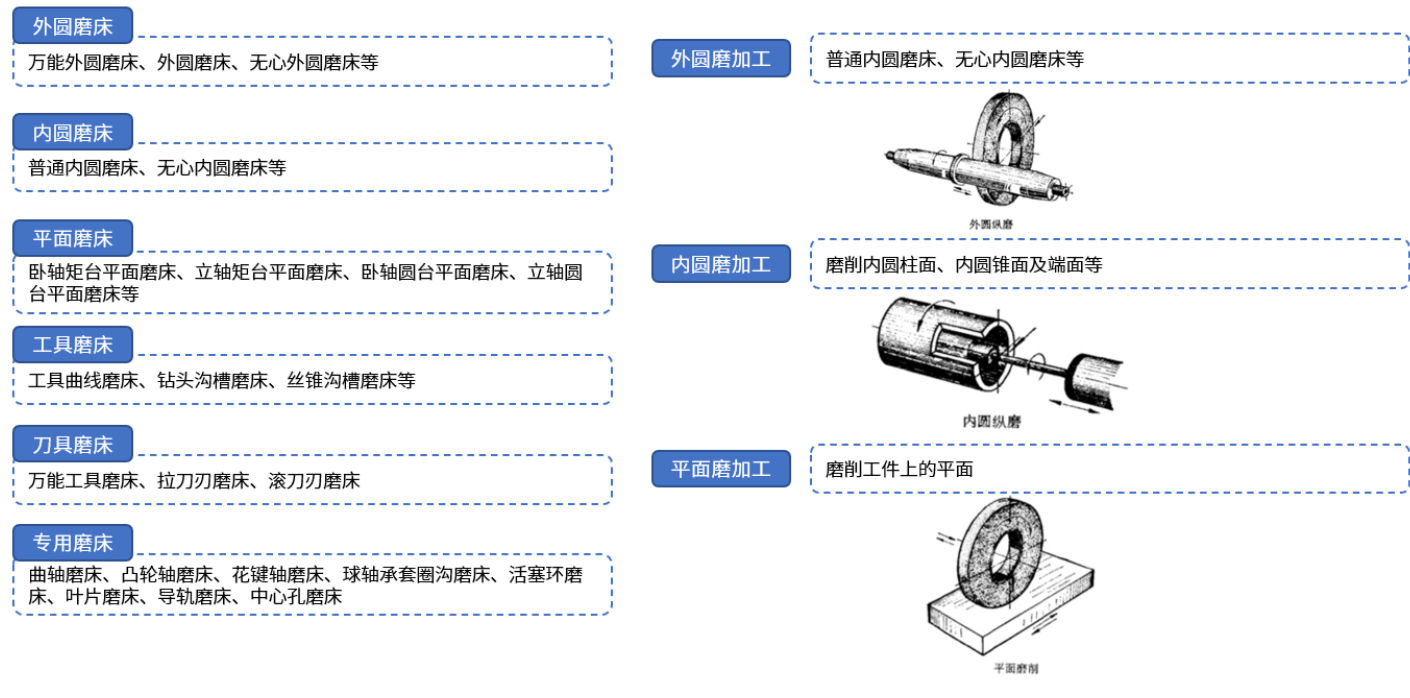 外圆磨床
万能外圆磨床、外圆磨床、无心外圆磨床等
内圆磨床
普通内圆磨床、无心内圆磨床等
平面磨床
卧轴矩台平面磨床、立轴矩台平面磨床、卧轴圆台平面磨床、立轴圆
台平面磨床等
工具磨床
工具曲线磨床、钻头沟槽磨床、丝锥沟槽磨床等
刀具磨床
万能工具磨床、拉刀刃磨床、滚刀刃磨床
专用磨床
曲轴磨床、凸轮轴磨床、花键轴磨床、球轴承套圈沟磨床、活塞环磨
床、叶片磨床、导轨磨床、中心孔磨床
外圆磨加工
普通内圆磨床、无心内圆磨床等
外圆纵磨
内圆磨加工
磨削内圆柱面、内圆锥面及端面等
内圆纵磨
平面磨加工
磨削工件上的平面
平面磨削